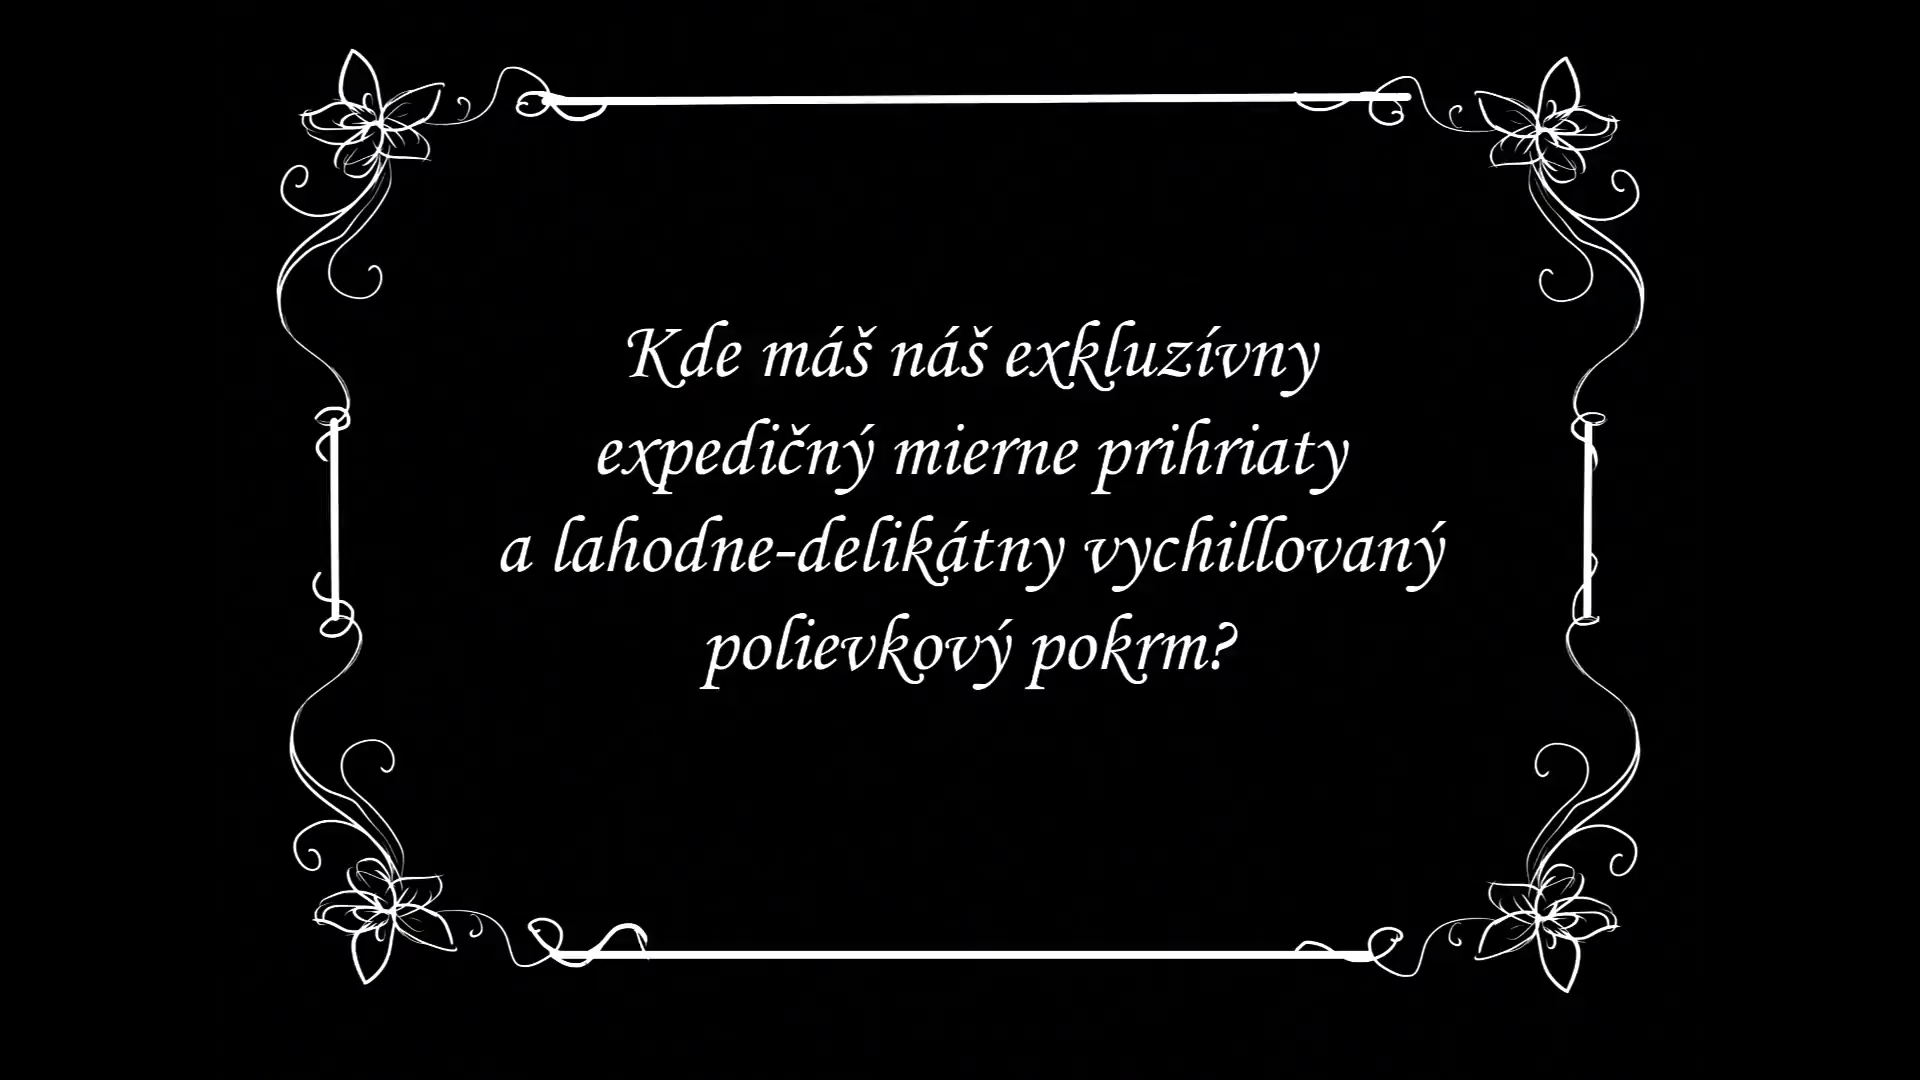 Kde máš náš exkluzívny
expedičný mierne prihriaty
a lahodne-delikátny vychillovaný
polievkový pokrm?